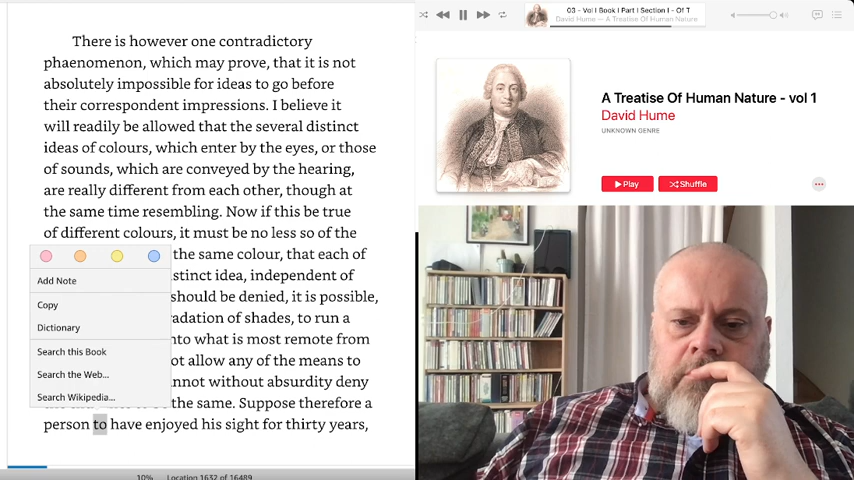 There is however one contradictory
phaenomenon, which may prove, that it is not
absolutely impossible for ideas to go before
their correspondent impressions. I believe it
will readily be allowed that the several distinct
ideas of colours, which enter by the eyes, or those
of sounds, which are conveyed by the hearing,
are really different from each other, though at
the same time resembling. Now if this be true
of different colours, it must be no less so of the
the same colour, that each of
stinct idea, independent of
should be denied, it is possible,
radation of shades, to run a
nto what is most remote from
ot allow any of the means to
nnot without absurdity deny
the same. Suppose therefore a
person to have enjoyed his sight for thirty years,
Add Note
Copy
Dictionary
Search this Book
Search the Web...
Search Wikipedia...
10% Location 1632 of 16489
03 - Vol I Book I Part I Section I - Of T
David Hume — A Treatise Of Human Nature
A Treatise Of Human Nature - vol 1
David Hume
UNKNOWN GENRE
Play
Shuffle